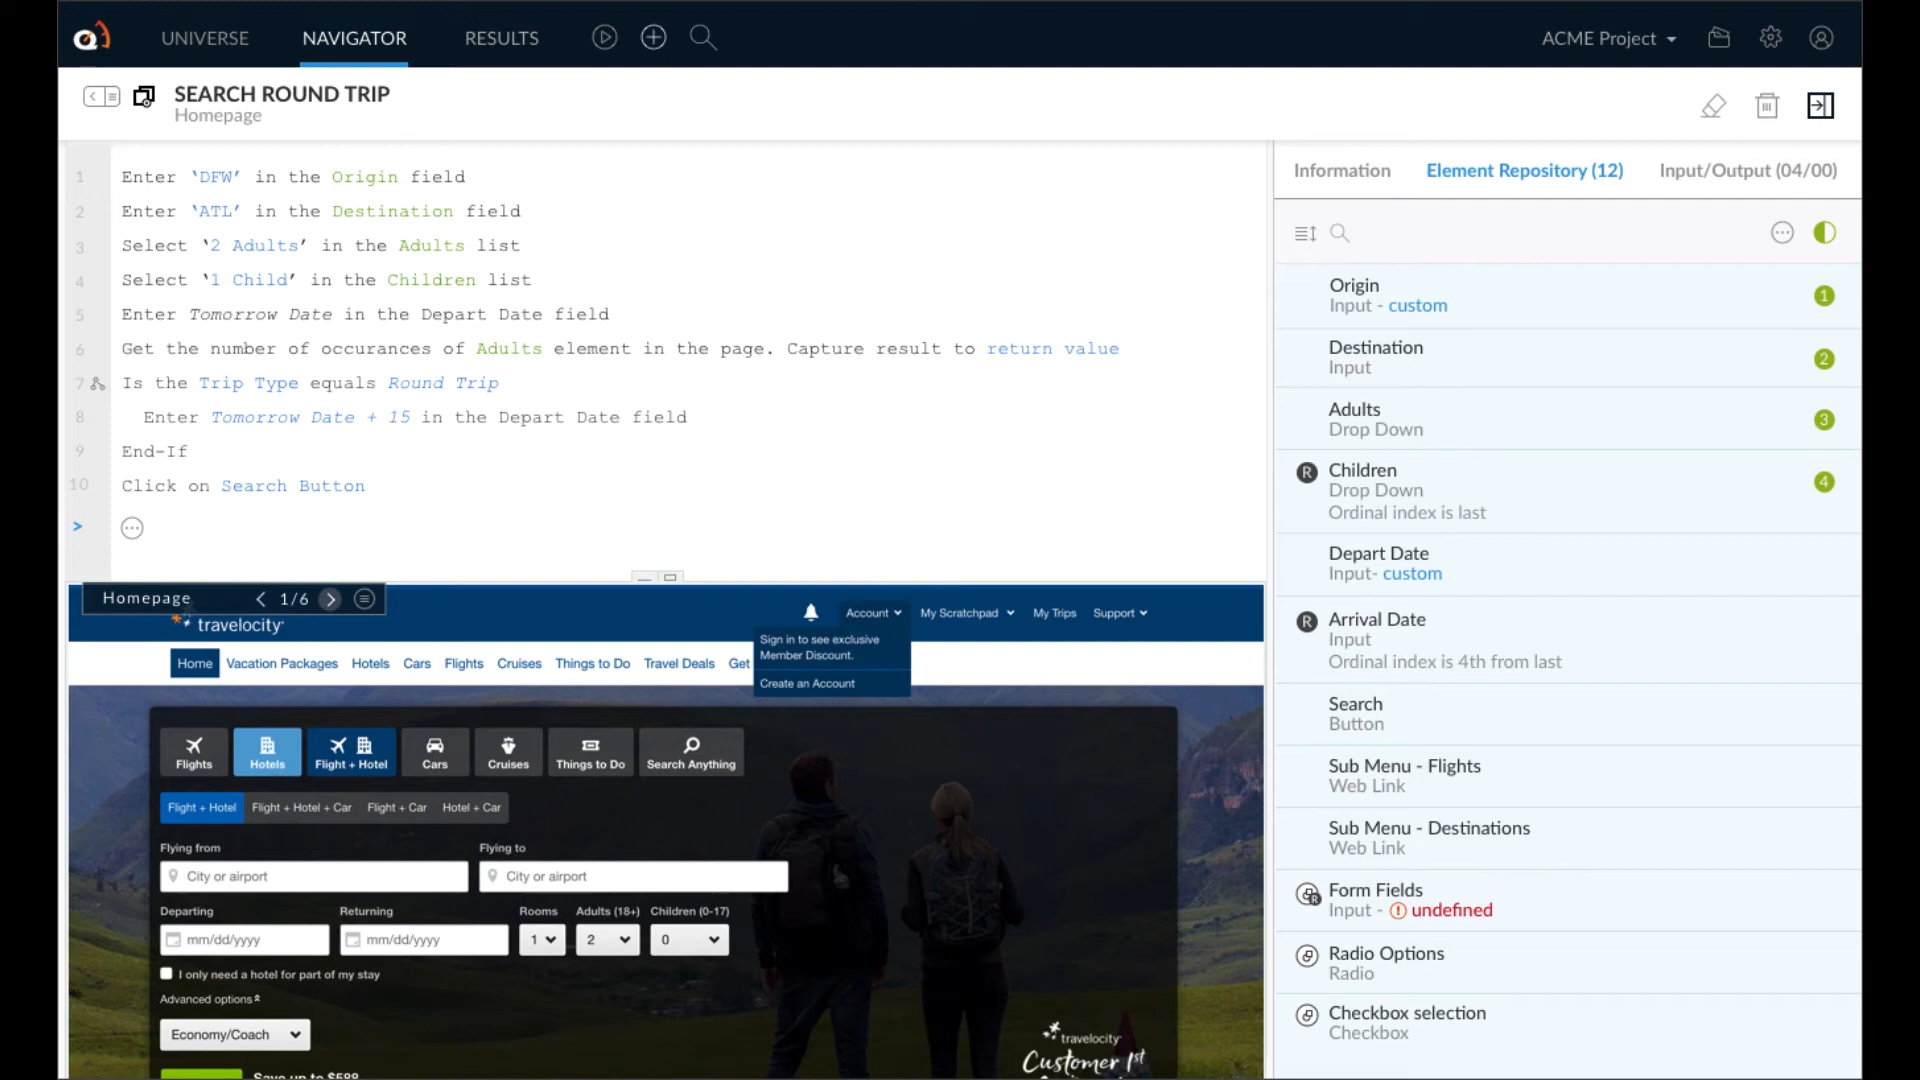 UNIVERSE NAVIGATOR RESULTS ACME Project
SEARCH ROUND TRIP
Homepage
1 Enter ‘DFW’ in the Origin field
2 Enter ‘ATL’ in the Destination field
3 Select ‘2 Adults’ in the Adults list
4 Select ‘1 Child’ in the Children list
5 Enter Tomorrow Date in the Depart Date field
6 Get the number of occurances of Adults element in the page. Capture result to return value
7 Is the Trip Type equals Round Trip
8 Enter Tomorrow Date + 15 in the Depart Date field
9 End-If
10 Click on Search Button
>
Homepage < 1/6 >
travelocity
Account My Scratchpad My Trips Support
Sign in to see exclusive
Member Discount.
Create an Account
Home Vacation Packages Hotels Cars Flights Cruises Things to Do Travel Deals Get
Flights Hotels Flight + Hotel Cars Cruises Things to Do Search Anything
Flight + Hotel Flight + Hotel + Car Flight + Car Hotel + Car
Flying from Flying to
City or airport City or airport
Departing Returning Rooms Adults (18+) Children (0-17)
mm/dd/yyyy mm/dd/yyyy 1 2 0
I only need a hotel for part of my stay
Advanced options
Economy/Coach
Save up to $588
travelocity
Customer 1st
Information Element Repository (12) Input/Output (04/00)
Origin
Input - custom
1
Destination
Input
2
Adults
Drop Down
3
R Children
Drop Down
Ordinal index is last
4
Depart Date
Input- custom
R Arrival Date
Input
Ordinal index is 4th from last
Search
Button
Sub Menu - Flights
Web Link
Sub Menu - Destinations
Web Link
R Form Fields
Input - ! undefined
Radio Options
Radio
Checkbox selection
Checkbox